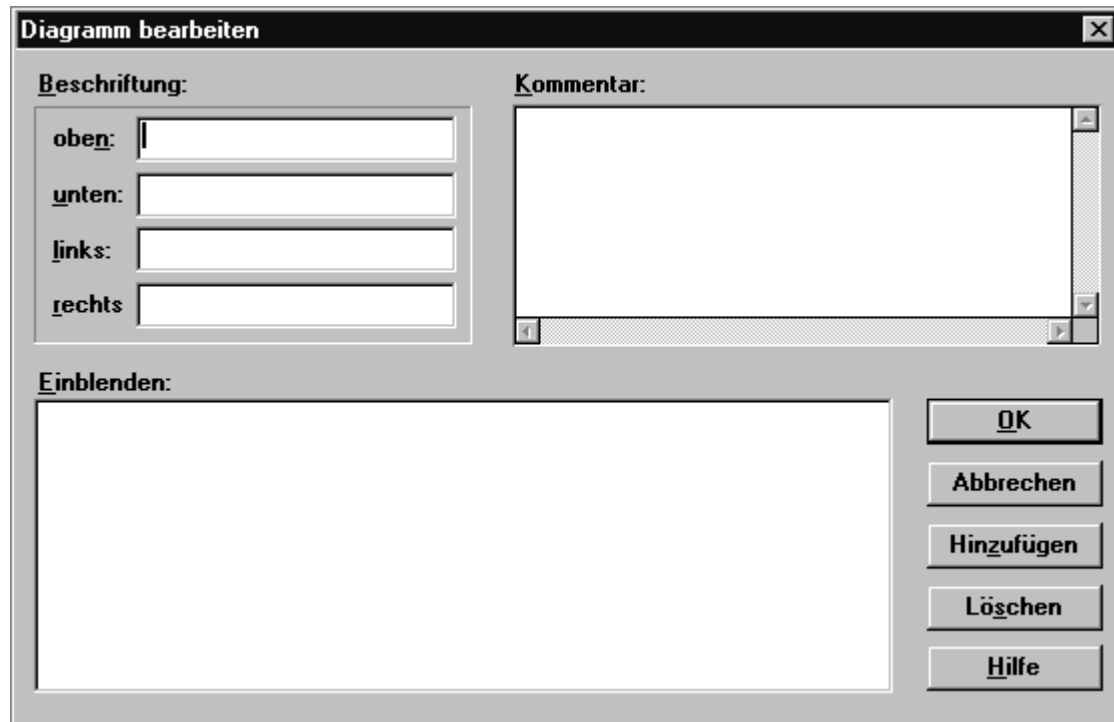 Diagramm bearbeiten
Beschriftung:
oben:
unten:
links:
rechts
Kommentar:
Einblenden:
OK
Abbrechen
Hinzufügen
Löschen
Hilfe